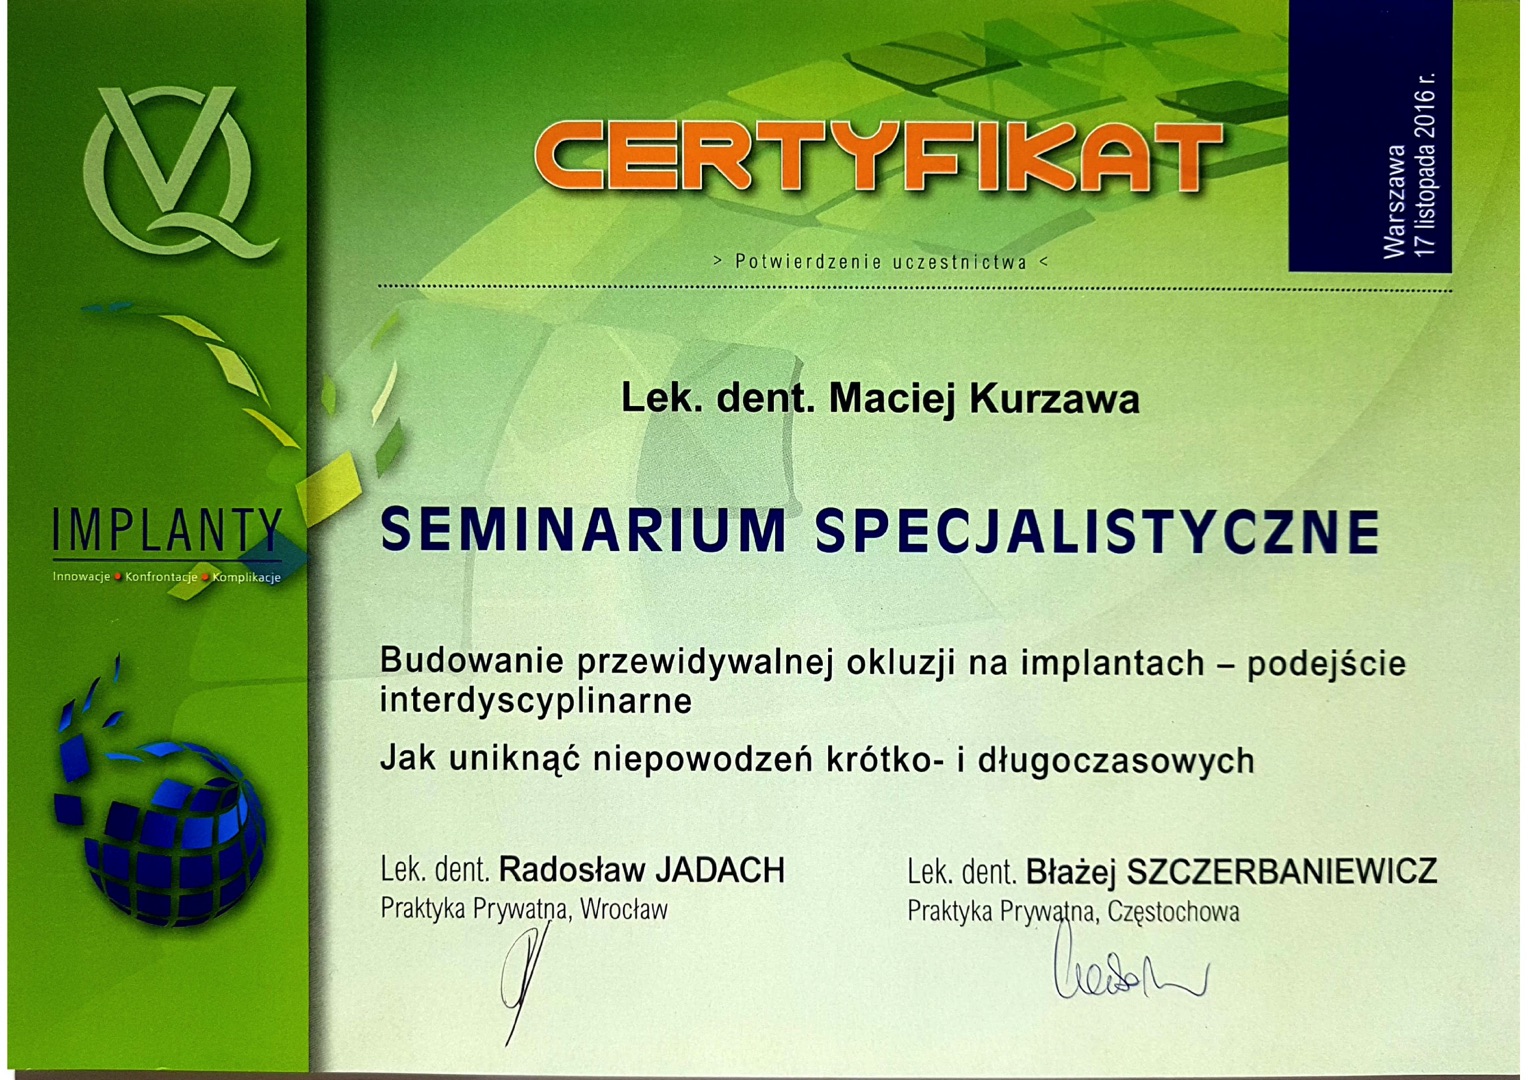 VQ
CERTYFIKAT
Warszawa
17 listopada 2016 r.
> Potwierdzenie uczestnictwa <
Lek. dent. Maciej Kurzawa
IMPLANTY
Innowacje • Konfrontacje • Komplikacje
SEMINARIUM SPECJALISTYCZNE
Budowanie przewidywalnej okluzji na implantach – podejście
interdyscyplinarne
Jak uniknąć niepowodzeń krótko- i długoczasowych
Lek. dent. Radosław JADACH
Praktyka Prywatna, Wrocław
Lek. dent. Błażej SZCZERBANIEWICZ
Praktyka Prywatna, Częstochowa